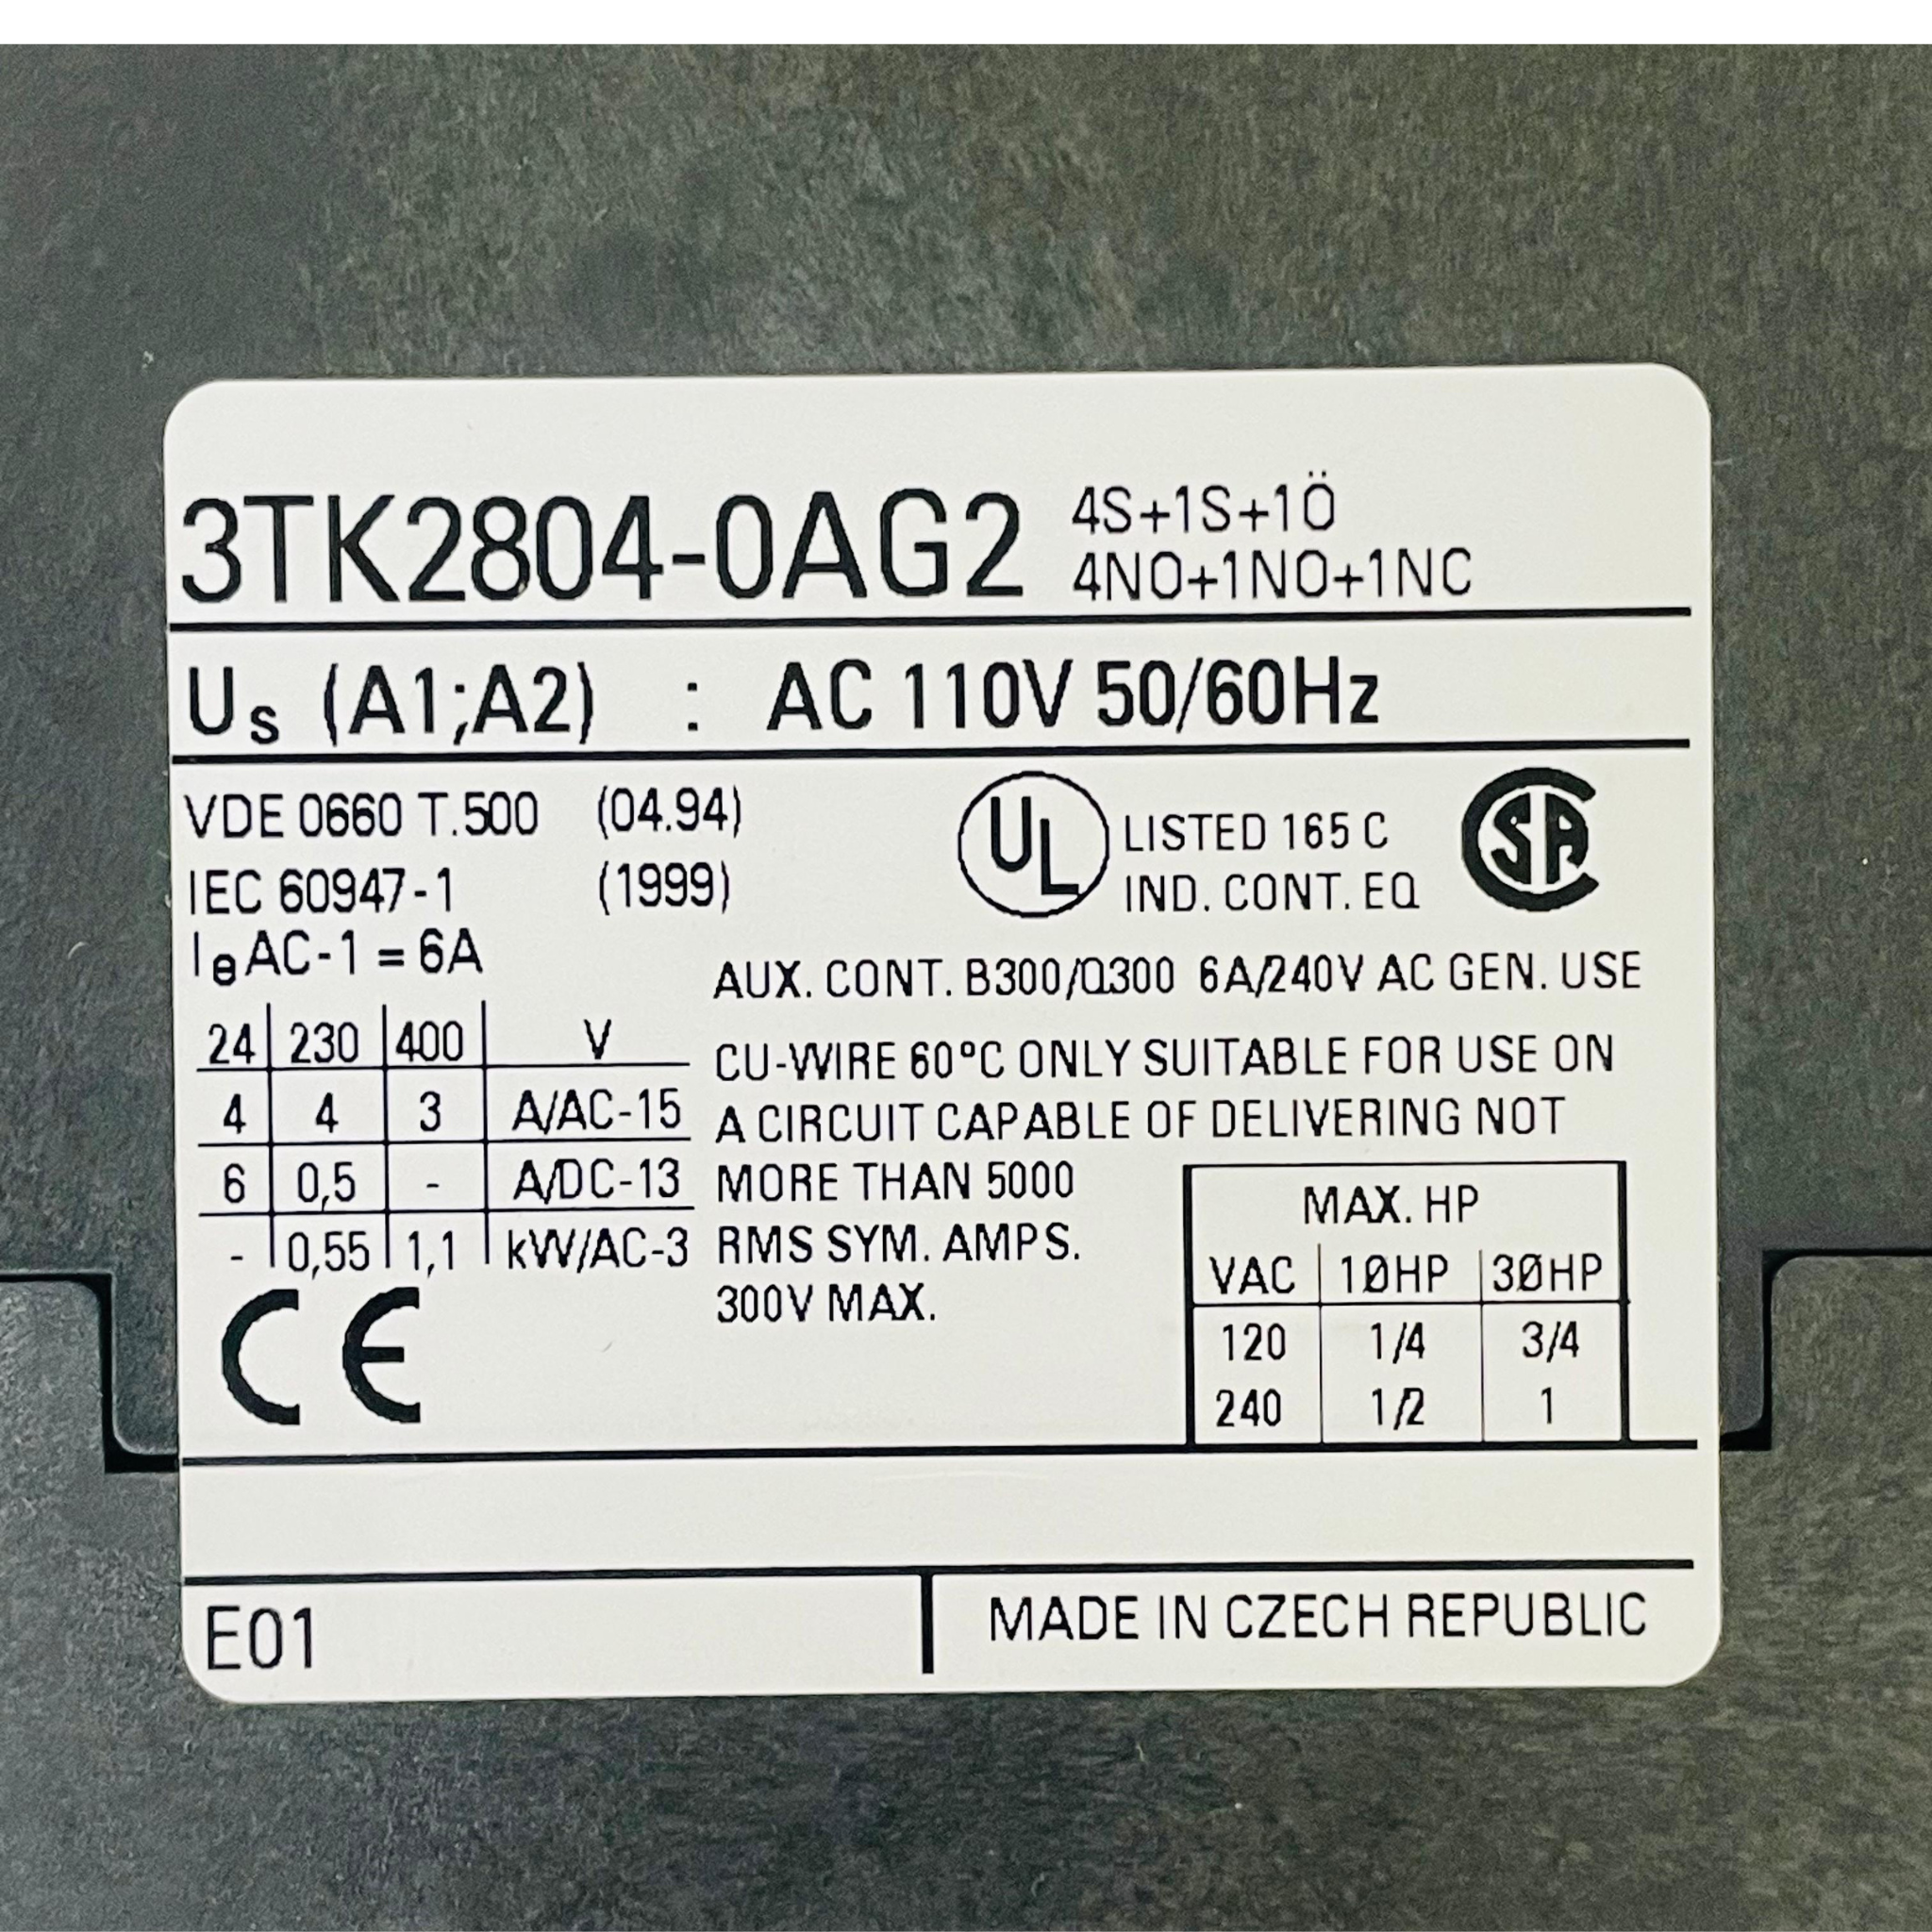 3TK2804-0AG2 4S+1S+1Ö
4NO+1NO+1NC
Us (A1;A2) : AC 110V 50/60Hz
VDE 0660 T.500 (04.94)
IEC 60947-1 (1999)
Ie AC-1 = 6A
UL LISTED 165 C
IND. CONT. EQ
CSA
AUX. CONT. B300/Q300 6A/240V AC GEN. USE
24 230 400 V
4 4 3 A/AC-15
6 0,5 - A/DC-13
- 0,55 1,1 kW/AC-3
CU-WIRE 60°C ONLY SUITABLE FOR USE ON
A CIRCUIT CAPABLE OF DELIVERING NOT
MORE THAN 5000
RMS SYM. AMPS.
300V MAX.
MAX. HP
VAC 1ØHP 3ØHP
120 1/4 3/4
240 1/2 1
CE
E01
MADE IN CZECH REPUBLIC